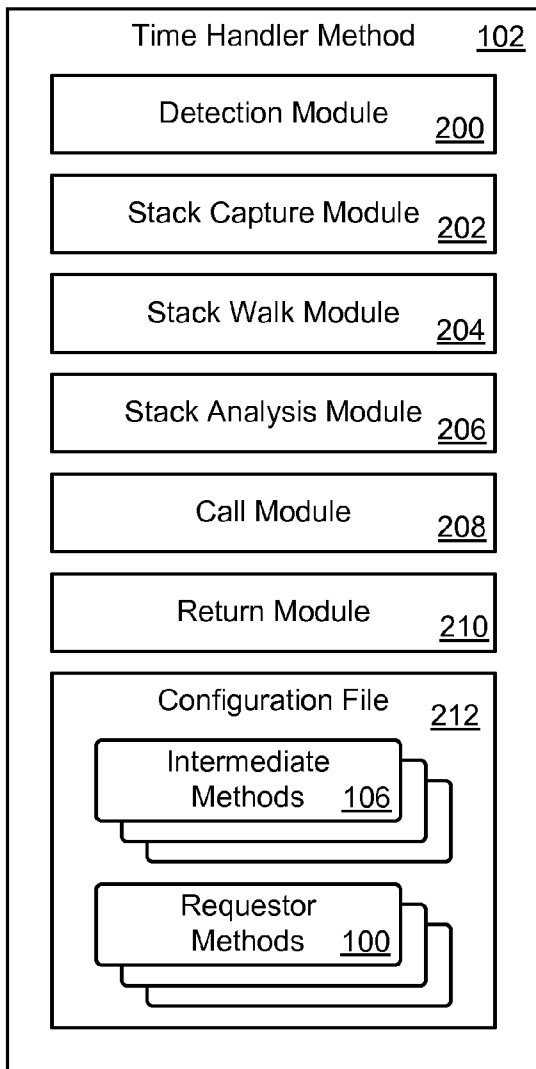 Time Handler Method 102
Detection Module 200
Stack Capture Module 202
Stack Walk Module 204
Stack Analysis Module 206
Call Module 208
Return Module 210
Configuration File 212
Intermediate
Methods 106
Requestor
Methods 100